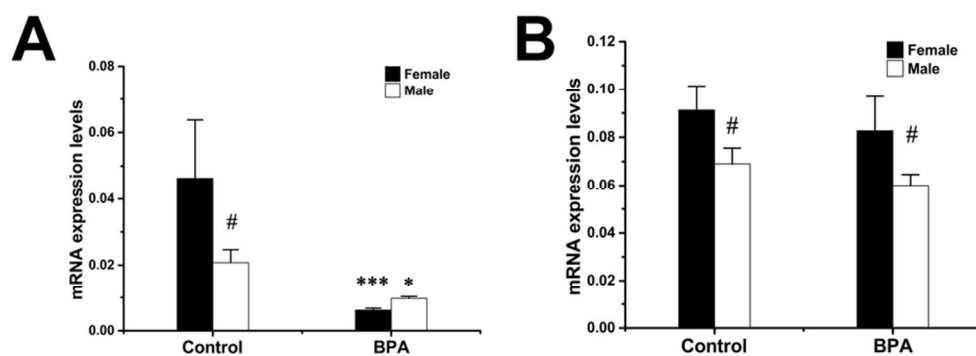 A
mRNA expression levels
0.08
0.06
0.04
0.02
0.00
Female
Male
#
*** *
Control BPA
B
mRNA expression levels
0.12
0.10
0.08
0.06
0.04
0.02
0.00
Female
Male
# #
Control BPA